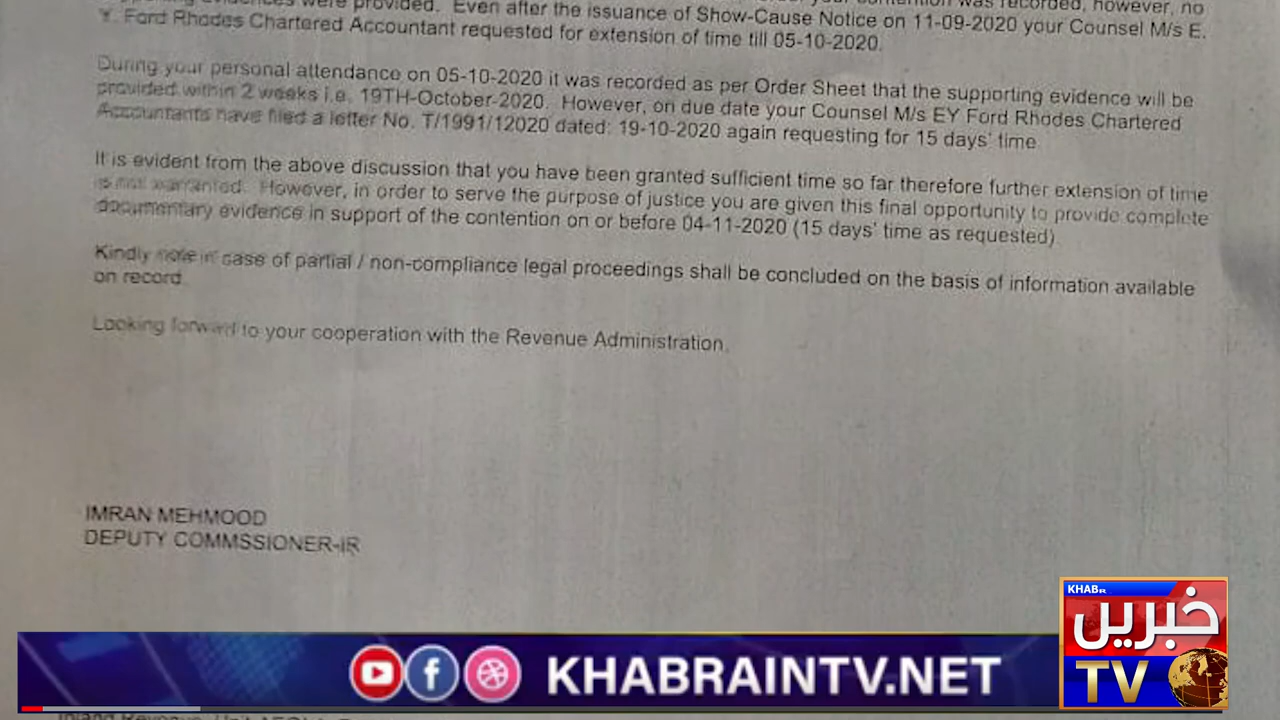 were provided. Even after the issuance of Show-Cause Notice on 11-09-2020 your Counsel M/s E.
Y. Ford Rhodes Chartered Accountant requested for extension of time till 05-10-2020.
During your personal attendance on 05-10-2020 it was recorded as per Order Sheet that the supporting evidence will be
provided within 2 weeks i.e. 19TH-October-2020. However, on due date your Counsel M/s EY Ford Rhodes Chartered
Accountants have filed a letter No. T/1991/12020 dated: 19-10-2020 again requesting for 15 days' time.
It is evident from the above discussion that you have been granted sufficient time so far therefore further extension of time
is not warranted. However, in order to serve the purpose of justice you are given this final opportunity to provide complete
documentary evidence in support of the contention on or before 04-11-2020 (15 days' time as requested).
Kindly note in case of partial / non-compliance legal proceedings shall be concluded on the basis of information available
on record.
Looking forward to your cooperation with the Revenue Administration.
IMRAN MEHMOOD
DEPUTY COMMSSIONER-IR
KHABRAINTV.NET
خبریں
TV